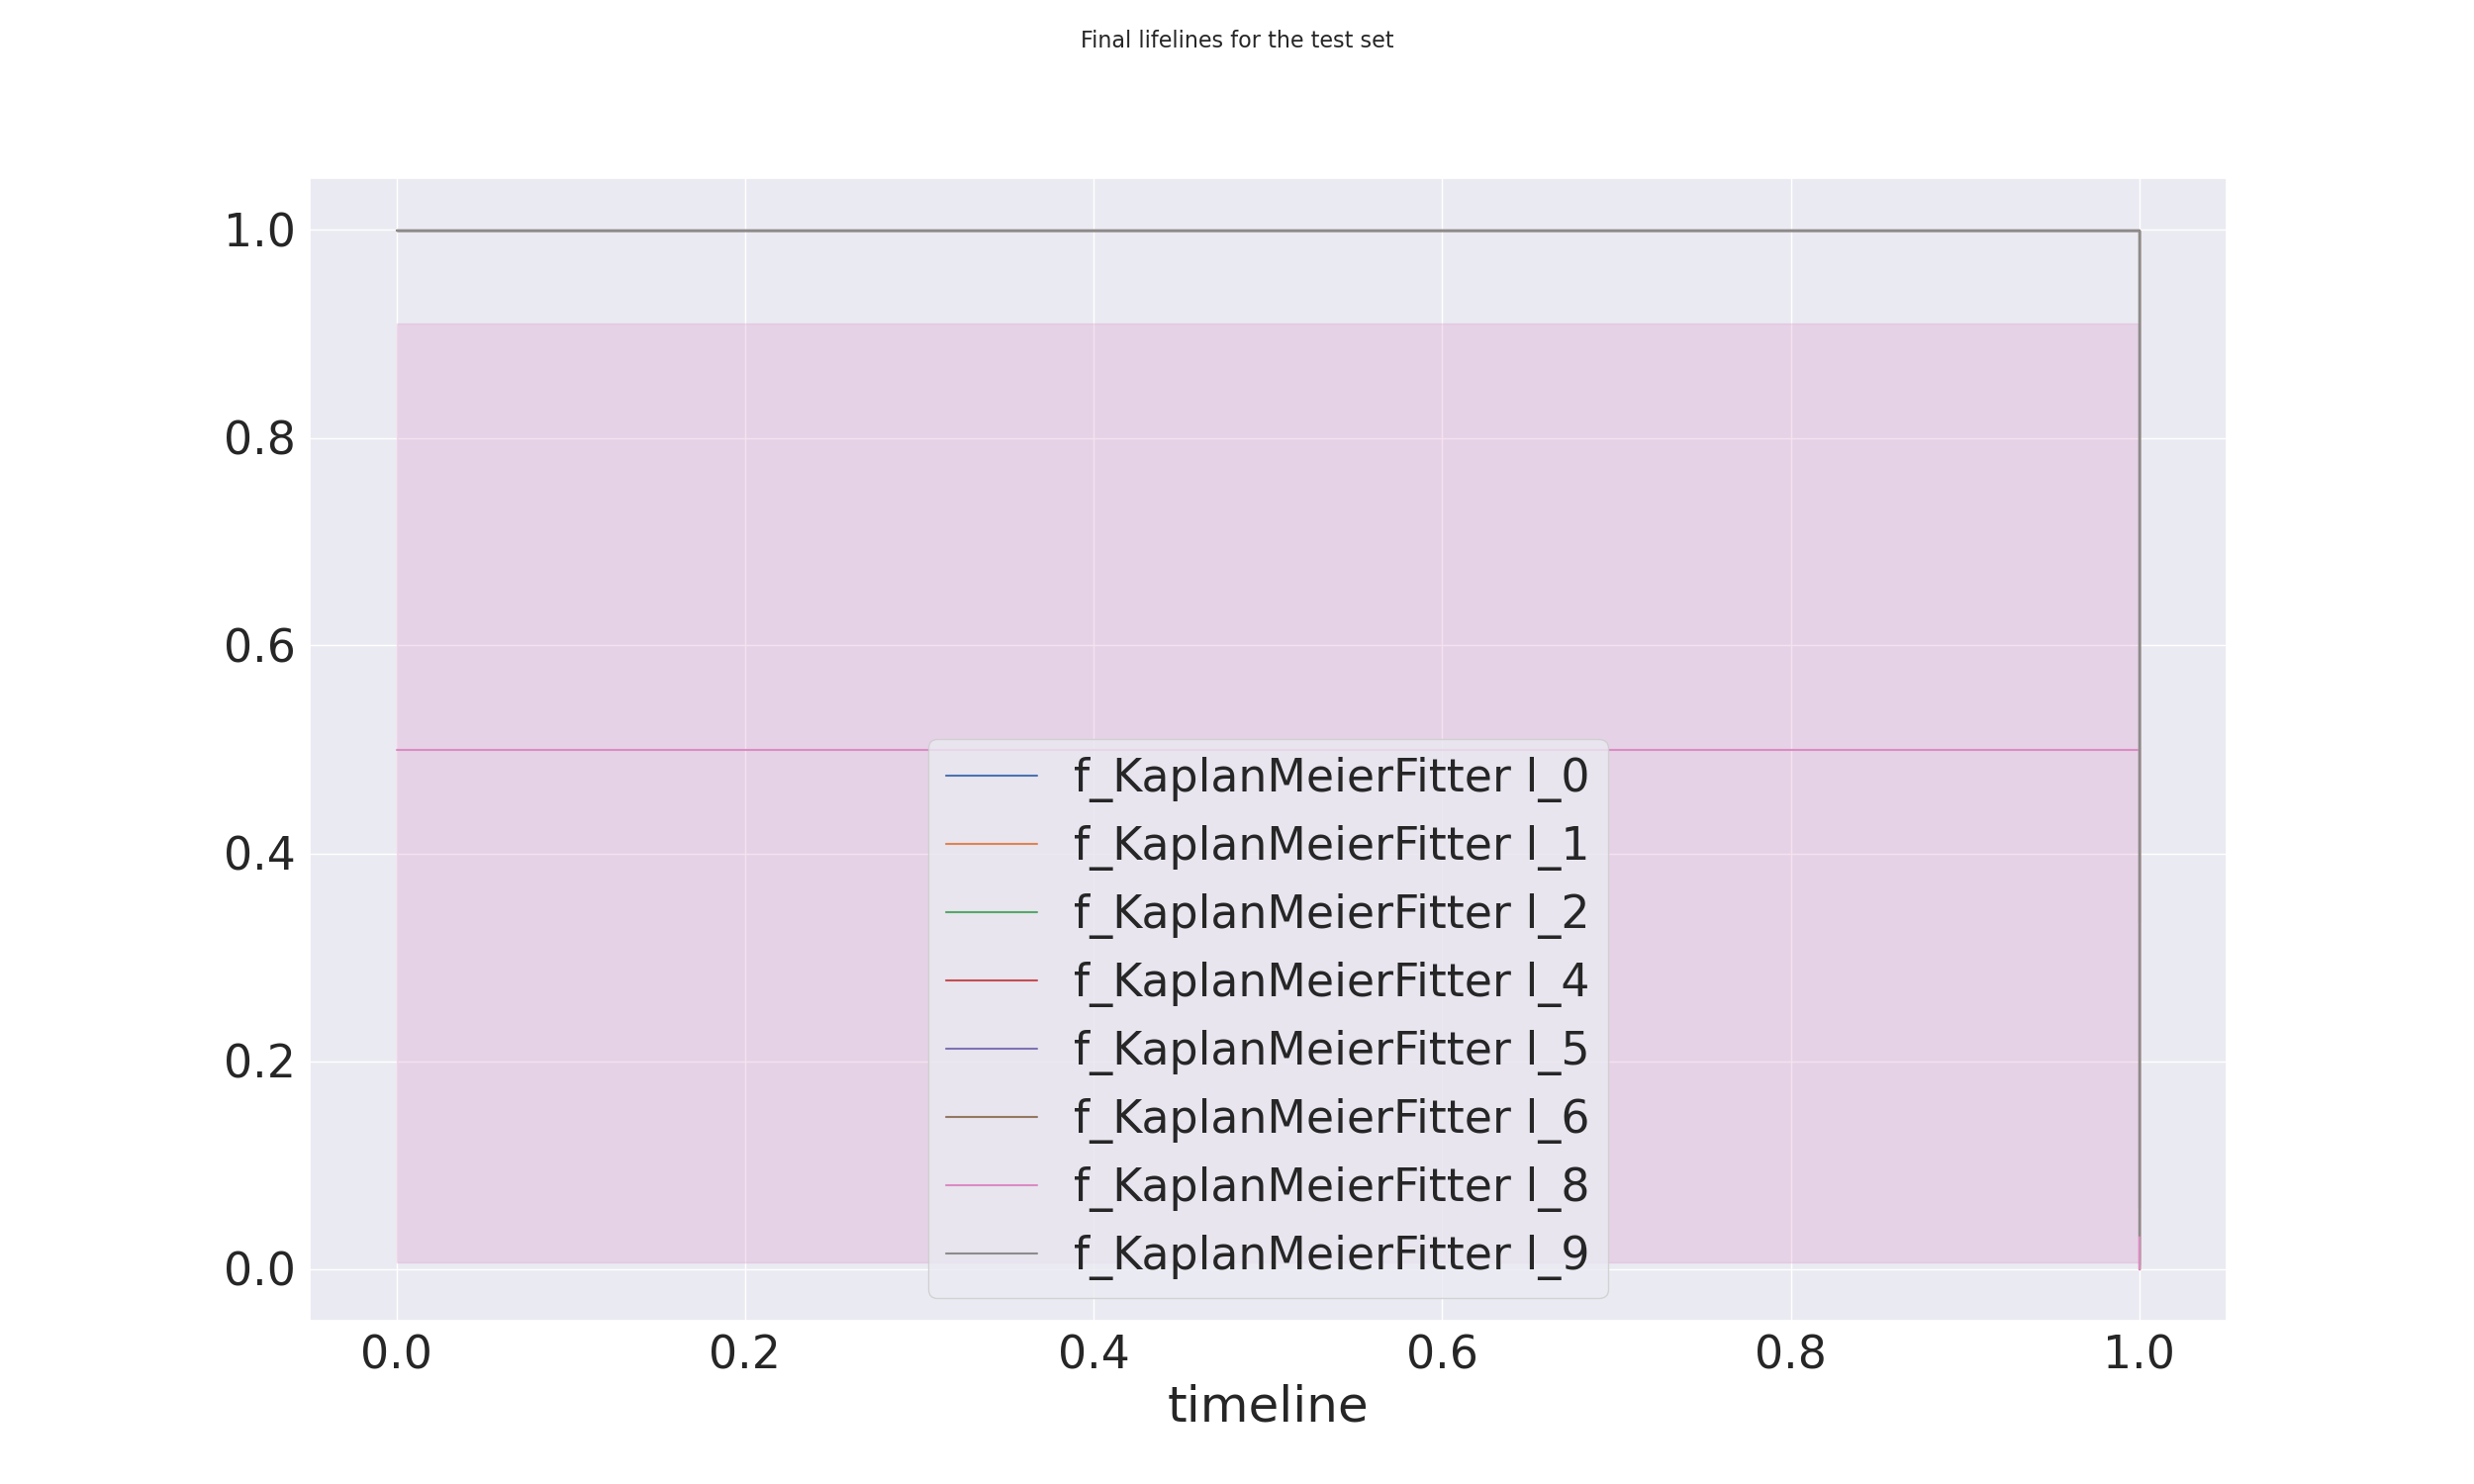 Final lifelines for the test set
1.0
0.8
0.6
0.4
0.2
0.0
f_KaplanMeierFitter l_0
f_KaplanMeierFitter l_1
f_KaplanMeierFitter l_2
f_KaplanMeierFitter l_4
f_KaplanMeierFitter l_5
f_KaplanMeierFitter l_6
f_KaplanMeierFitter l_8
f_KaplanMeierFitter l_9
0.0 0.2 0.4 0.6 0.8 1.0
timeline